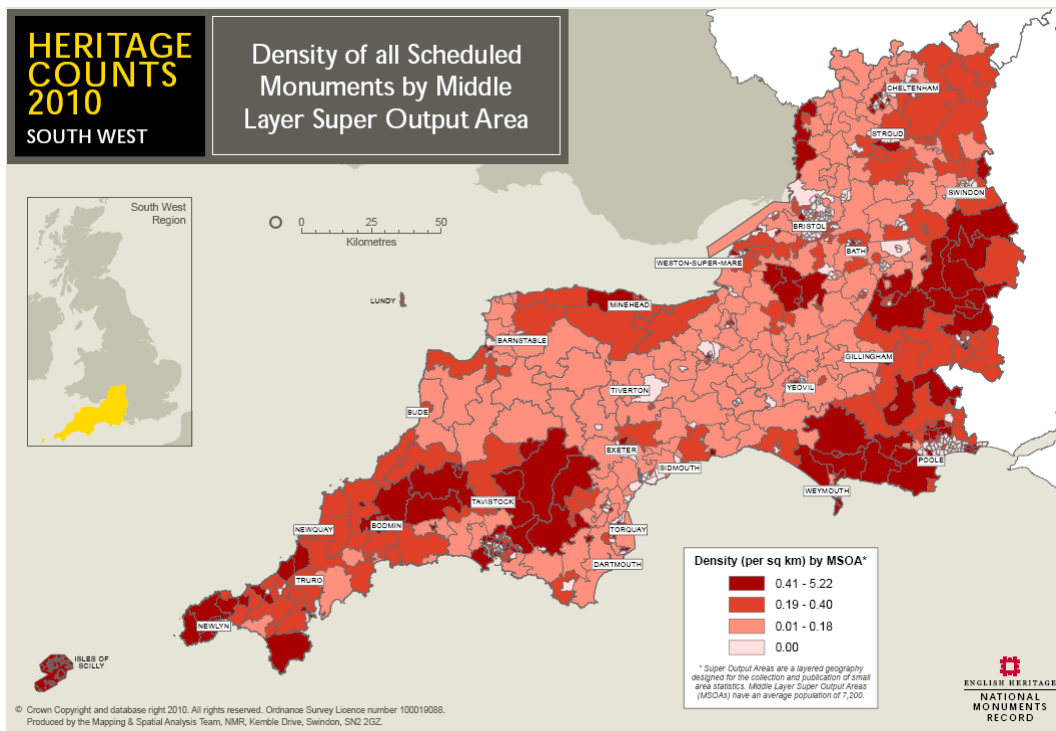 HERITAGE
COUNTS
2010
SOUTH WEST
Density of all Scheduled
Monuments by Middle
Layer Super Output Area
South West
Region
0 25 50
Kilometres
CHELTENHAM
STROUD
SWINDON
BRISTOL
BATH
WESTON-SUPER-MARE
LUNDY
MINEHEAD
BARNSTABLE
GILLINGHAM
TIVERTON
YEOVIL
BUDE
EXETER
POOLE
SIDMOUTH
WEYMOUTH
TAVISTOCK
NEWQUAY
BODMIN
TORQUAY
DARTMOUTH
TRURO
NEWLYN
ISLES OF
SCILLY
Density (per sq km) by MSOA*
0.41 - 5.22
0.19 - 0.40
0.01 - 0.18
0.00
* Super Output Areas are a layered geography
designed for the collection and publication of small
area statistics. Middle Layer Super Output Areas
(MSOAs) have an average population of 7,200.
ENGLISH HERITAGE
NATIONAL
MONUMENTS
RECORD
© Crown Copyright and database right 2010. All rights reserved. Ordnance Survey Licence number 100019088.
Produced by the Mapping & Spatial Analysis Team, NMR, Kemble Drive, Swindon, SN2 2GZ.